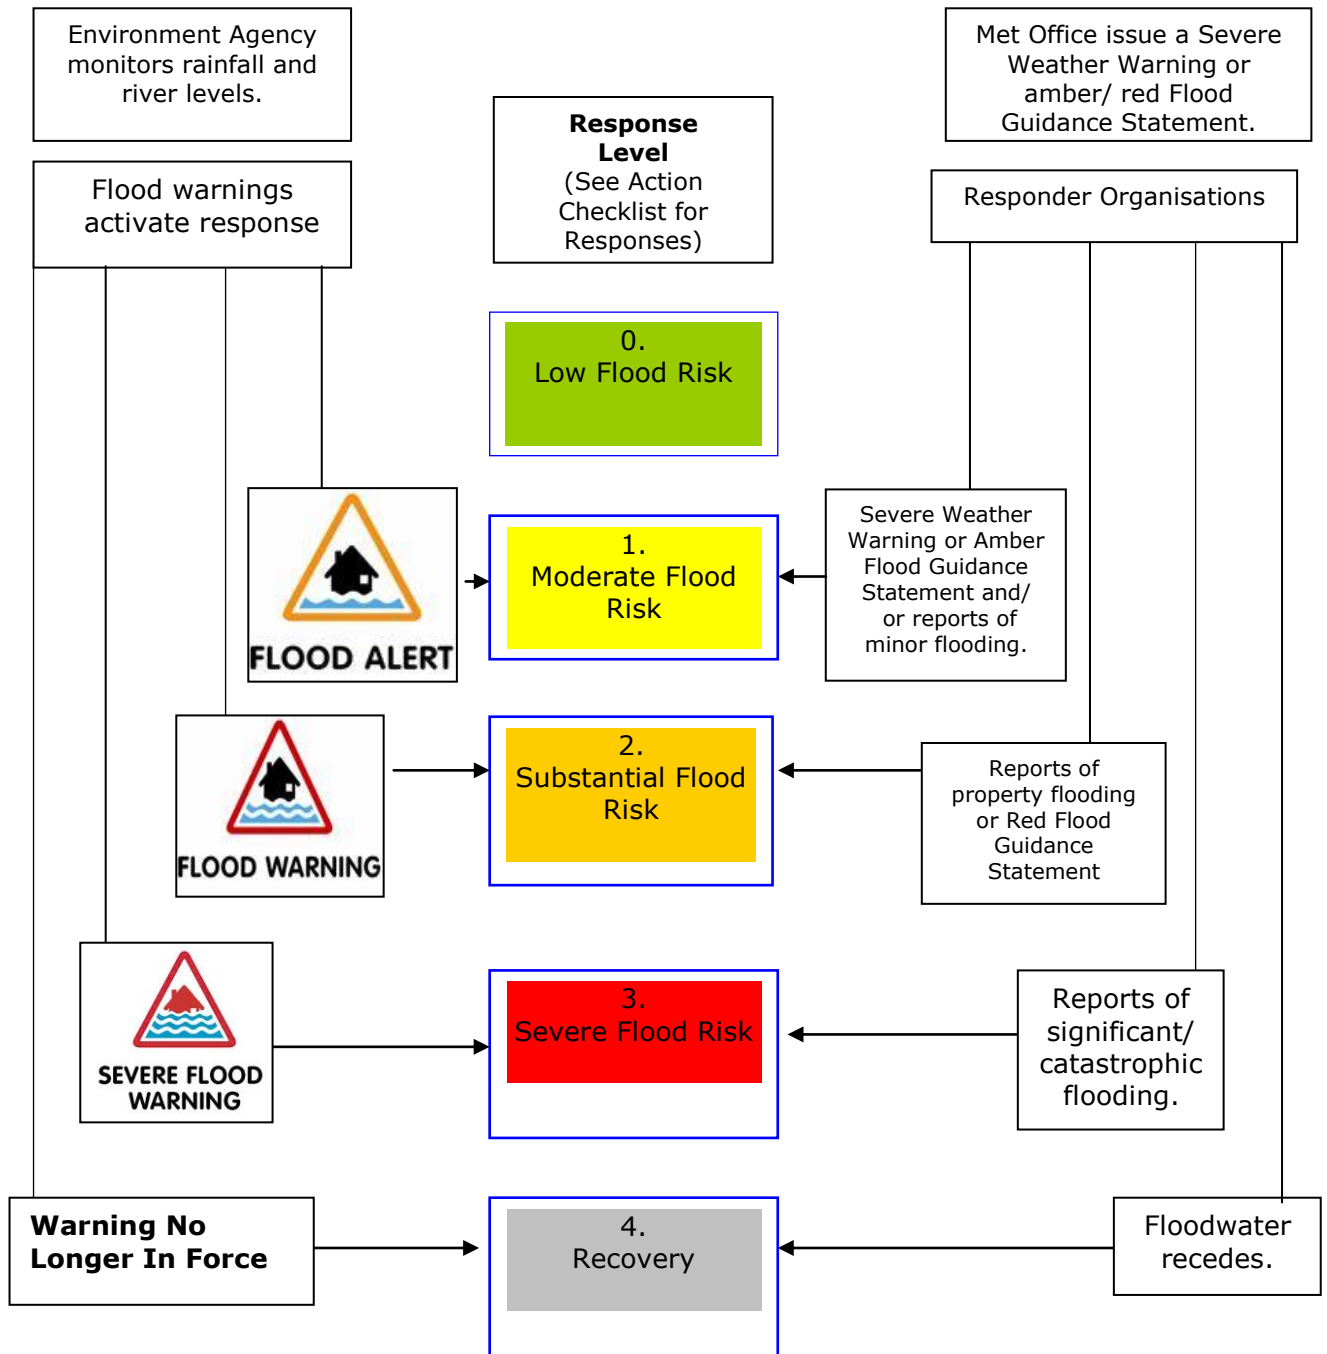 Environment Agency
monitors rainfall and
river levels.
Met Office issue a Severe
Weather Warning or
amber/ red Flood
Guidance Statement.
Response
Level
(See Action
Checklist for
Responses)
Flood warnings
activate response
Responder Organisations
0.
Low Flood Risk
FLOOD ALERT
1.
Moderate Flood
Risk
Severe Weather
Warning or Amber
Flood Guidance
Statement and/
or reports of
minor flooding.
FLOOD WARNING
2.
Substantial Flood
Risk
Reports of
property flooding
or Red Flood
Guidance
Statement
SEVERE FLOOD
WARNING
3.
Severe Flood Risk
Reports of
significant/
catastrophic
flooding.
Warning No
Longer In Force
4.
Recovery
Floodwater
recedes.